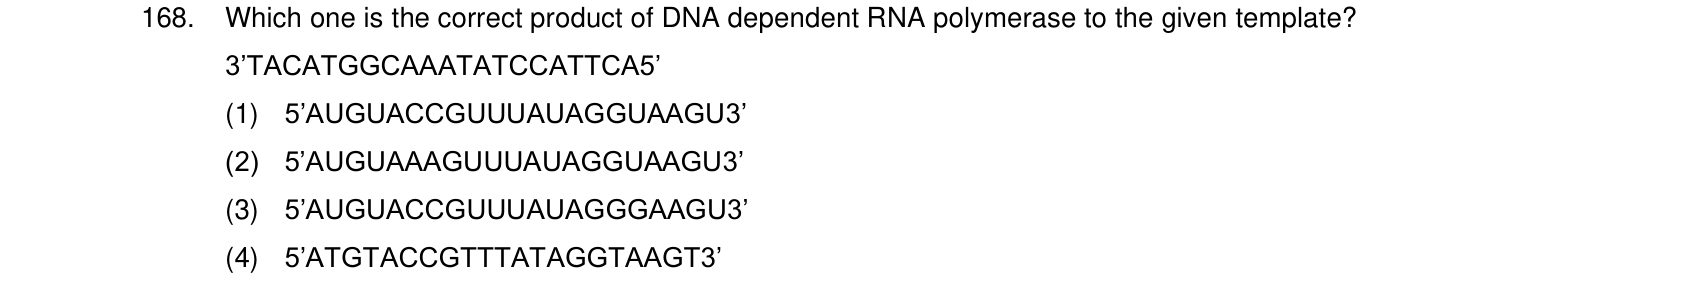 168. Which one is the correct product of DNA dependent RNA polymerase to the given template?
3’TACATGGCAAATATCCATTCA5’
(1) 5’AUGUACCGUUUAUAGGUAAGU3’
(2) 5’AUGUAAAGUUUAUAGGUAAGU3’
(3) 5’AUGUACCGUUUAUAGGGAAGU3’
(4) 5’ATGTACCGTTTATAGGTAAGT3’